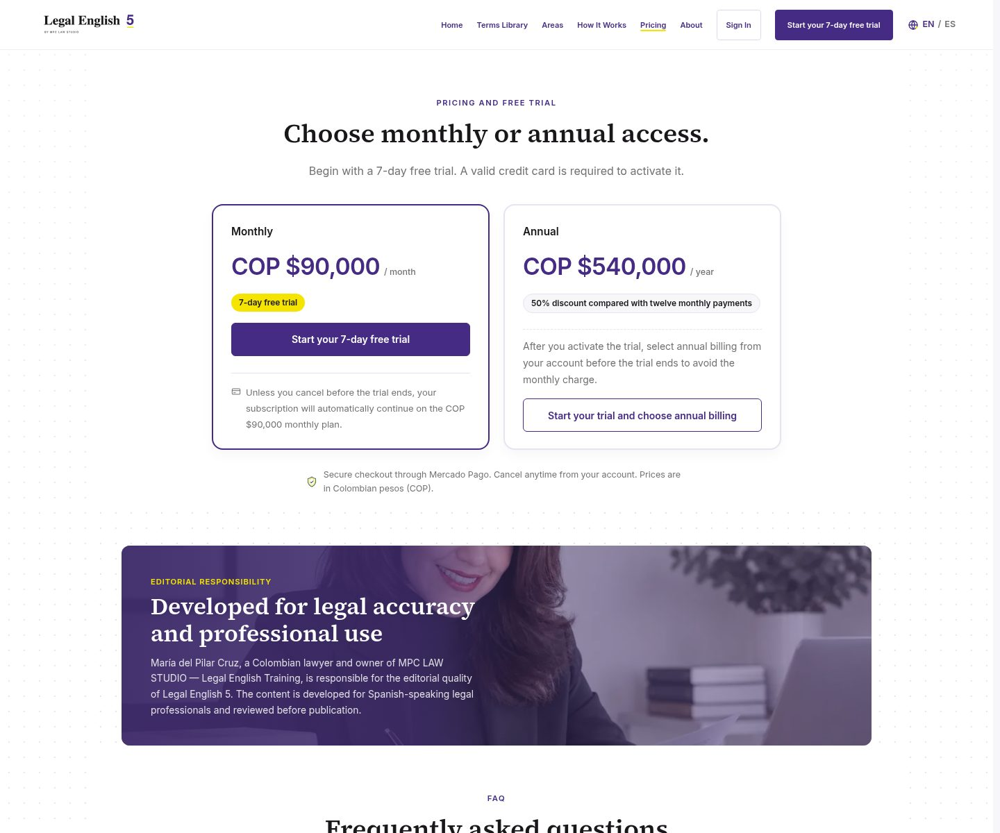 Legal English 5
BY MPC LAW STUDIO
Home
Terms Library
Areas
How It Works
Pricing
About
Sign In
Start your 7-day free trial
EN / ES
PRICING AND FREE TRIAL
Choose monthly or annual access.
Begin with a 7-day free trial. A valid credit card is required to activate it.
Monthly
COP $90,000 / month
7-day free trial
Start your 7-day free trial
Unless you cancel before the trial ends, your
subscription will automatically continue on the COP
$90,000 monthly plan.
Annual
COP $540,000 / year
50% discount compared with twelve monthly payments
After you activate the trial, select annual billing from
your account before the trial ends to avoid the
monthly charge.
Start your trial and choose annual billing
Secure checkout through Mercado Pago. Cancel anytime from your account. Prices are
in Colombian pesos (COP).
EDITORIAL RESPONSIBILITY
Developed for legal accuracy
and professional use
María del Pilar Cruz, a Colombian lawyer and owner of MPC LAW
STUDIO — Legal English Training, is responsible for the editorial quality
of Legal English 5. The content is developed for Spanish-speaking legal
professionals and reviewed before publication.
FAQ
Frequently asked questions